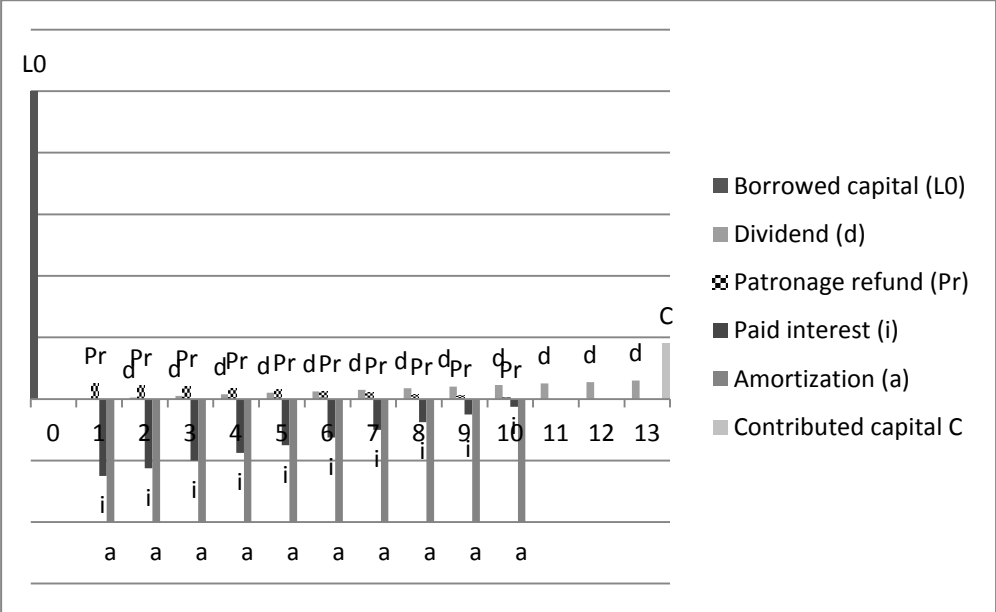 L0
C
Pr Pr Pr Pr Pr Pr Pr Pr Pr Pr
d d d d d d d d d d d d
0 1 2 3 4 5 6 7 8 9 10 11 12 13
i i i i i i i i i i
a a a a a a a a a a
Borrowed capital (L0)
Dividend (d)
Patronage refund (Pr)
Paid interest (i)
Amortization (a)
Contributed capital C